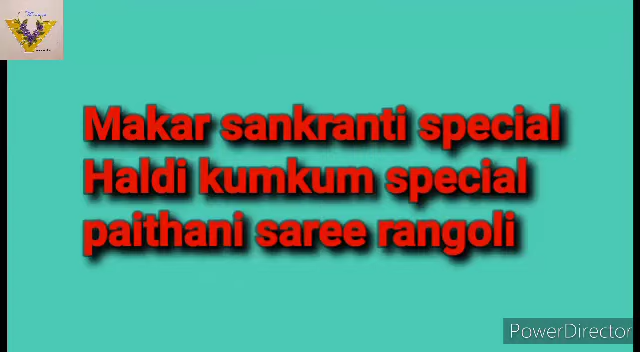 Makar sankranti special
Haldi kumkum special
paithani saree rangoli
PowerDirector